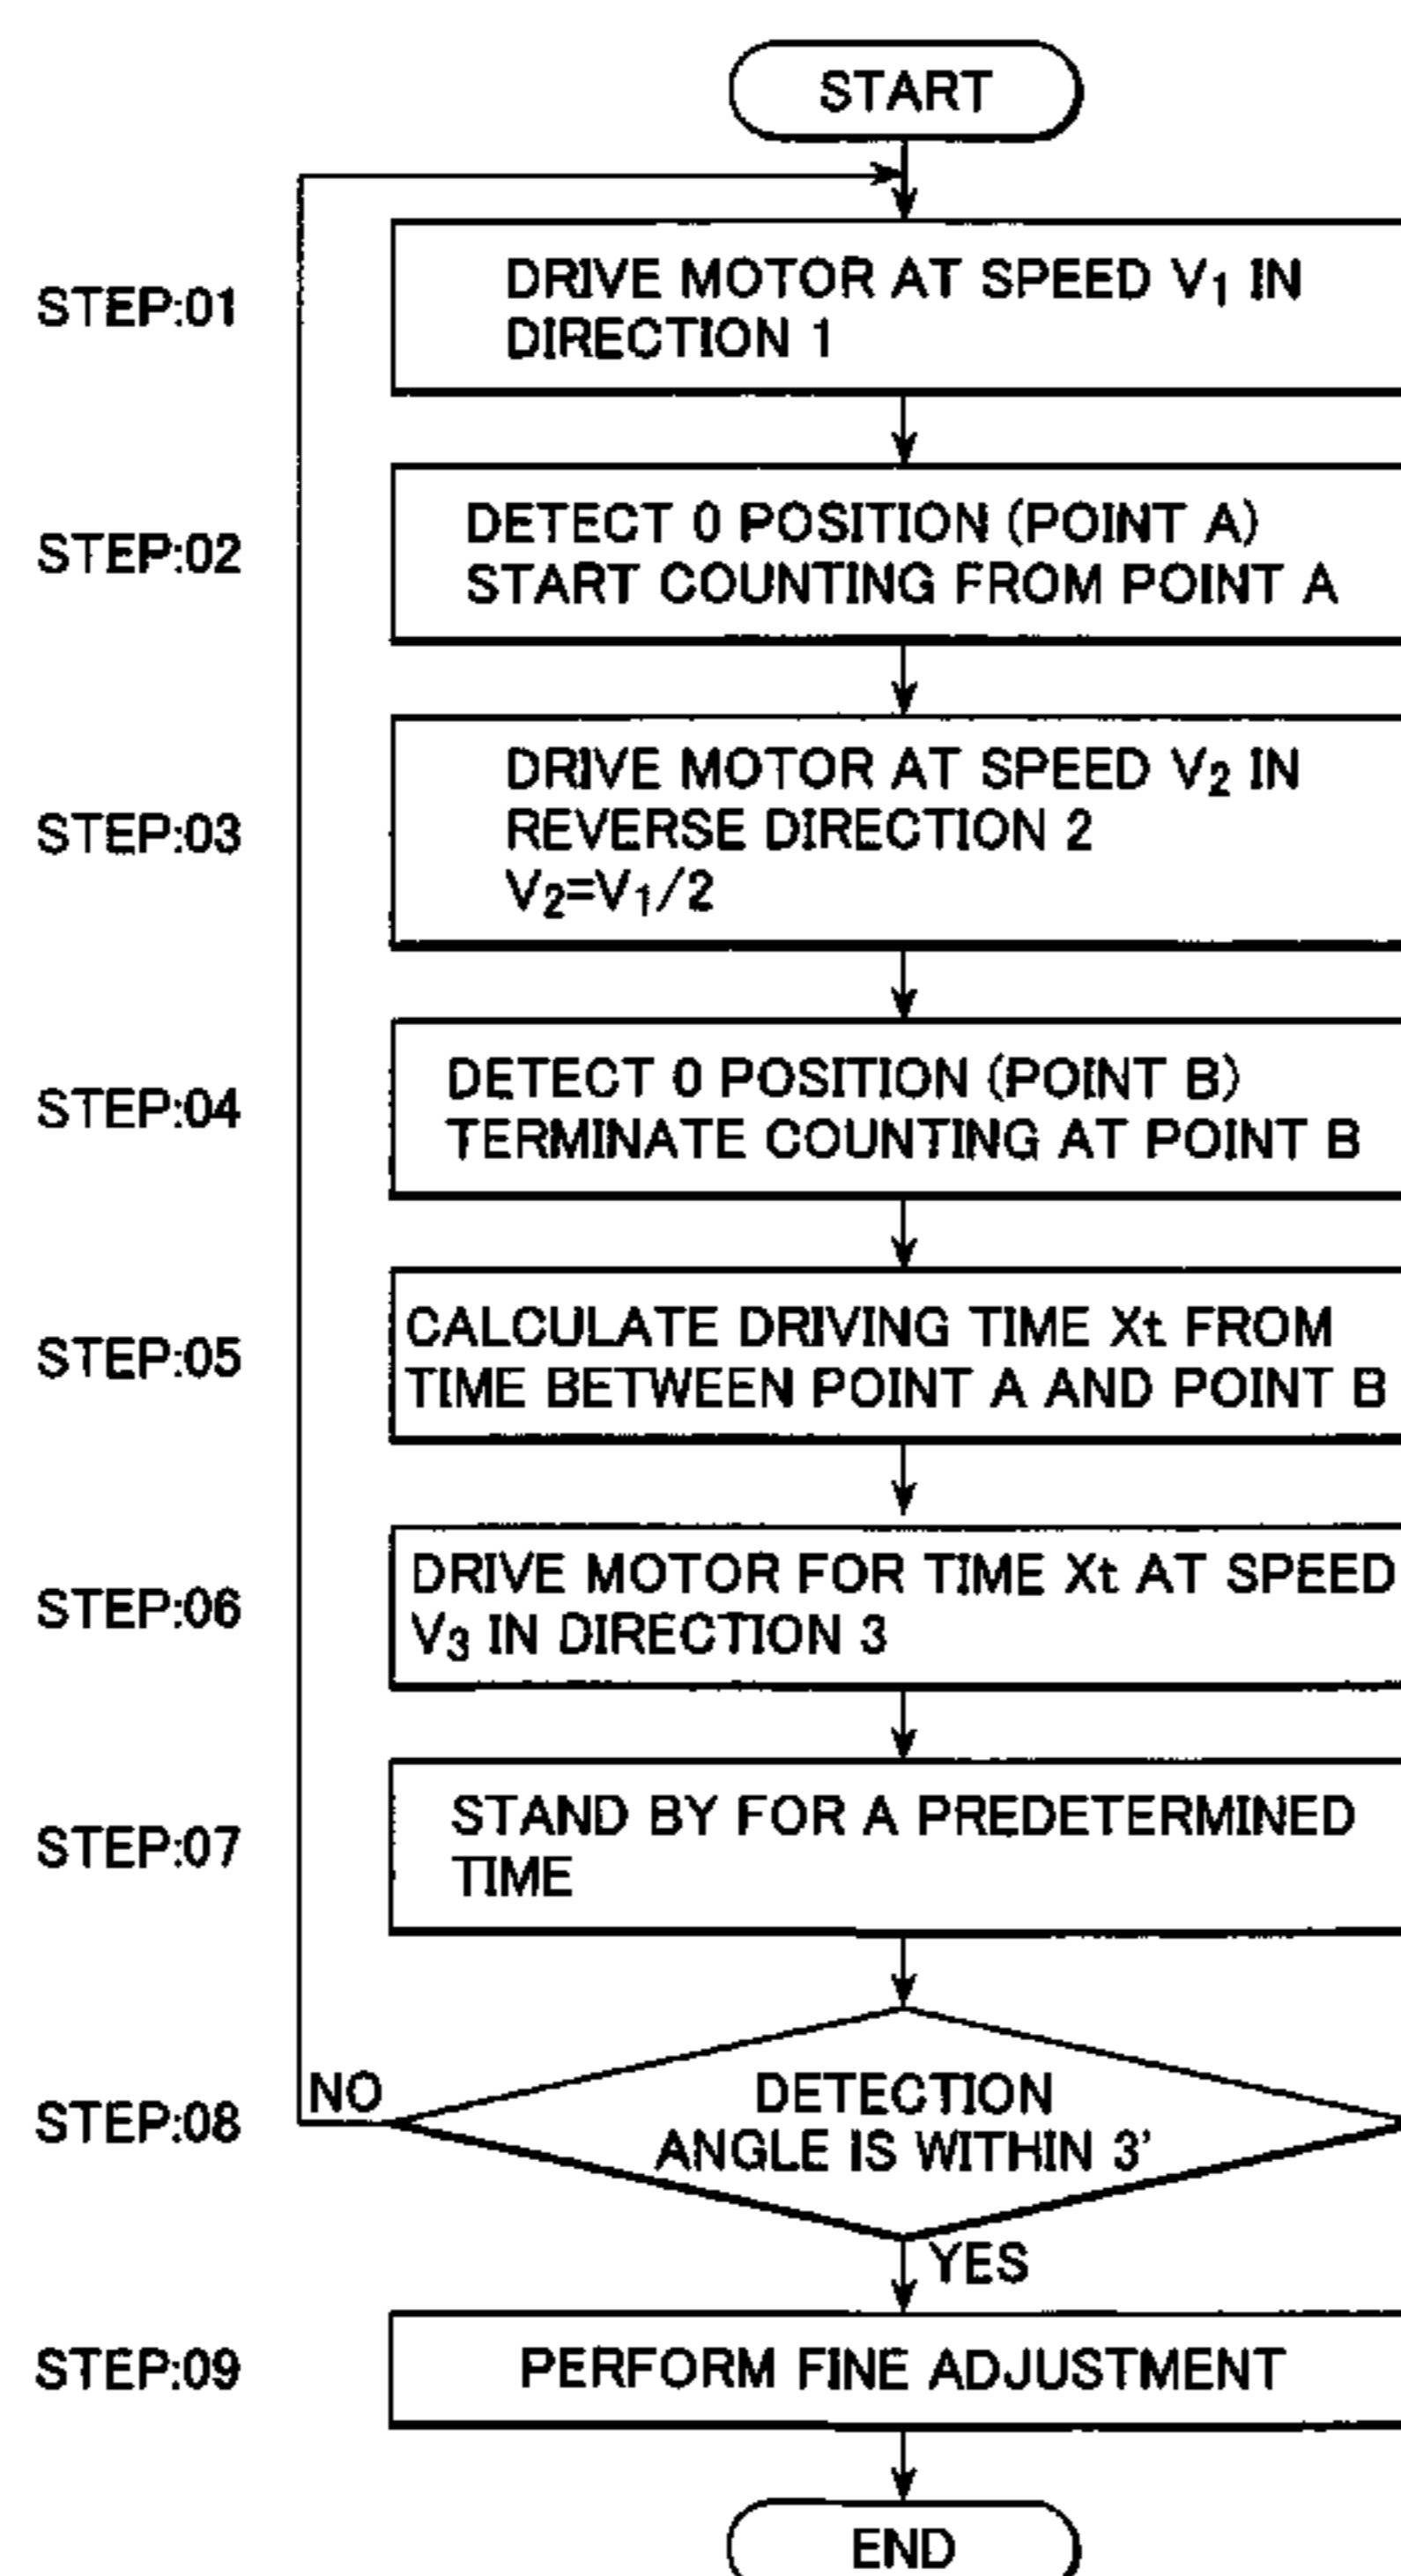 START
STEP:01
DRIVE MOTOR AT SPEED V₁ IN
DIRECTION 1
STEP:02
DETECT 0 POSITION (POINT A)
START COUNTING FROM POINT A
STEP:03
DRIVE MOTOR AT SPEED V₂ IN
REVERSE DIRECTION 2
V₂=V₁/2
STEP:04
DETECT 0 POSITION (POINT B)
TERMINATE COUNTING AT POINT B
STEP:05
CALCULATE DRIVING TIME Xt FROM
TIME BETWEEN POINT A AND POINT B
STEP:06
DRIVE MOTOR FOR TIME Xt AT SPEED
V₃ IN DIRECTION 3
STEP:07
STAND BY FOR A PREDETERMINED
TIME
STEP:08
NO
DETECTION
ANGLE IS WITHIN 3'
YES
STEP:09
PERFORM FINE ADJUSTMENT
END